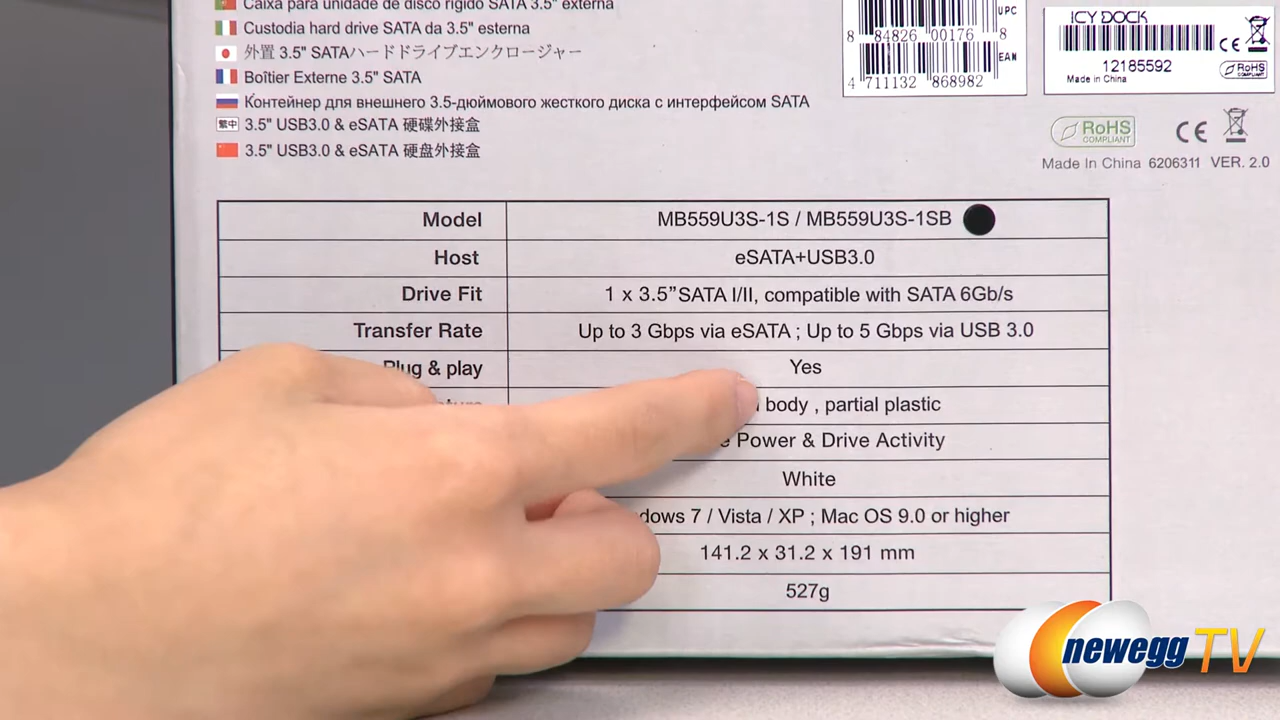 Caixa para unidade de disco rígido SATA 3.5" externa
Custodia hard drive SATA da 3.5" esterna
外置 3.5" SATAハードドライブエンクロージャー
Boîtier Externe 3.5" SATA
Контейнер для внешнего 3.5-дюймового жесткого диска с интерфейсом SATA
繁中 3.5" USB3.0 & eSATA 硬碟外接盒
3.5" USB3.0 & eSATA 硬盘外接盒
UPC
8 84826 00176 8
EAN
4 711132 868982
ICY DOCK
CE
12185592
RoHS
COMPLIANT
Made in China
RoHS
COMPLIANT
CE
Made In China 6206311 VER. 2.0
Model MB559U3S-1S / MB559U3S-1SB
Host eSATA+USB3.0
Drive Fit 1 x 3.5” SATA I/II, compatible with SATA 6Gb/s
Transfer Rate Up to 3 Gbps via eSATA ; Up to 5 Gbps via USB 3.0
Plug & play Yes
body , partial plastic
Power & Drive Activity
White
7 / Vista / XP ; Mac OS 9.0 or higher
141.2 x 31.2 x 191 mm
527g
newegg TV